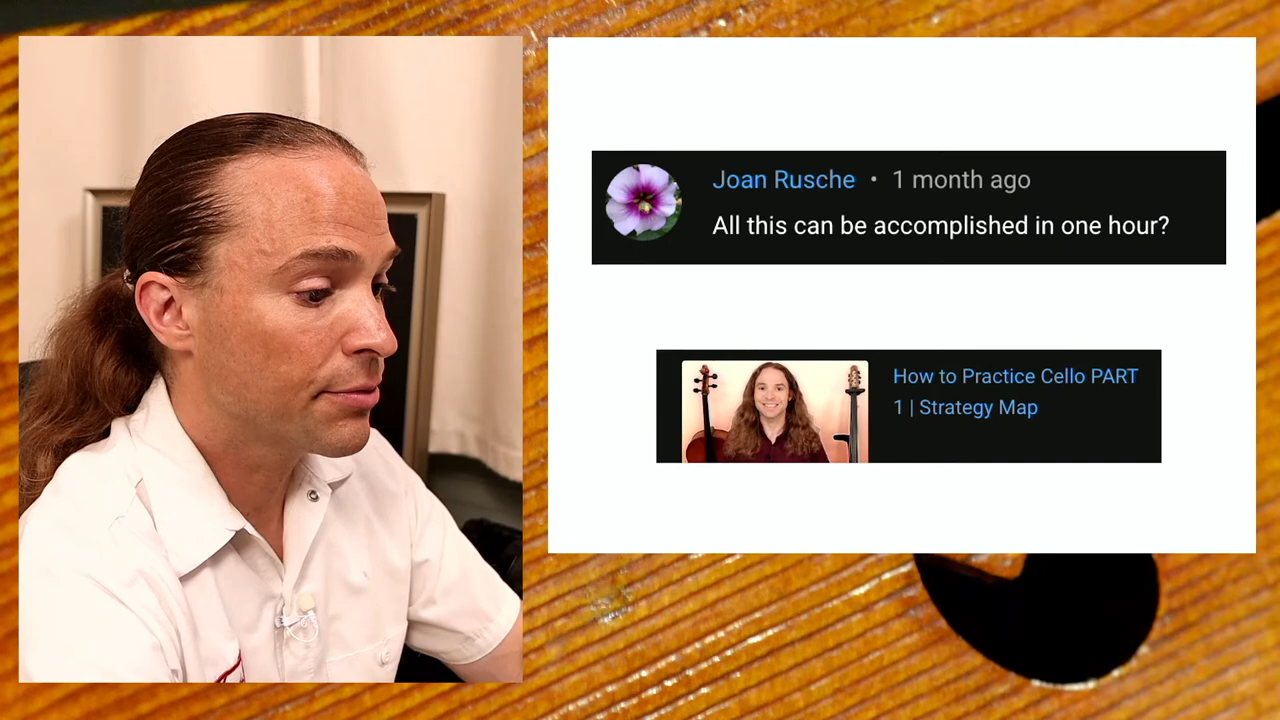 Joan Rusche • 1 month ago
All this can be accomplished in one hour?
How to Practice Cello PART
1 | Strategy Map